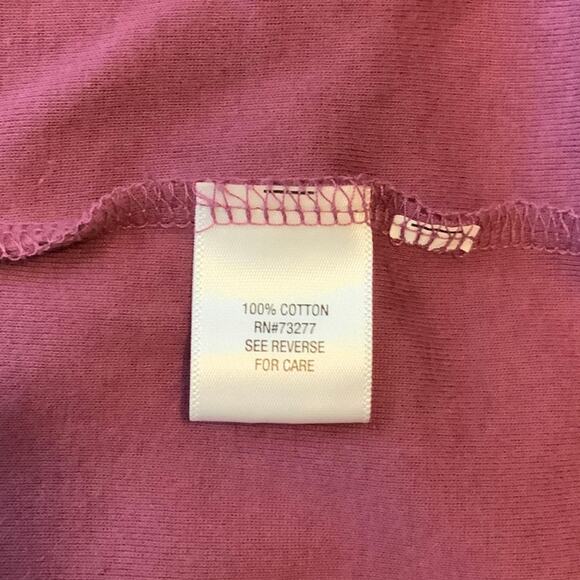 100% COTTON
RN#73277
SEE REVERSE
FOR CARE